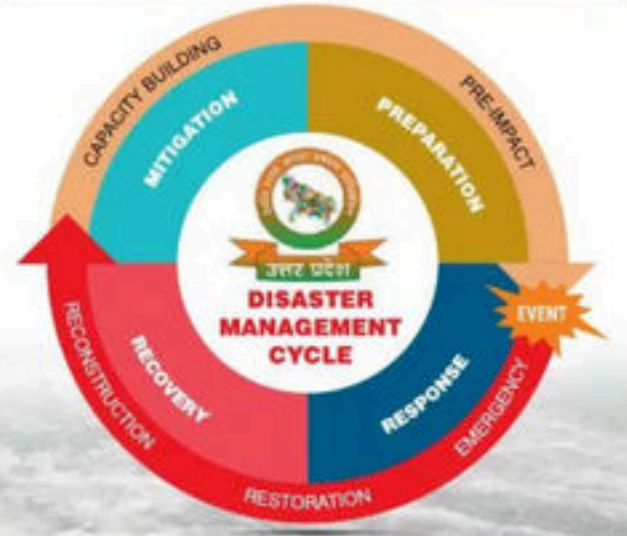 CAPACITY BUILDING
PRE-IMPACT
MITIGATION
PREPARATION
उत्तर प्रदेश
DISASTER
MANAGEMENT
CYCLE
EVENT
RECOVERY
RESPONSE
RECONSTRUCTION
RESTORATION
EMERGENCY